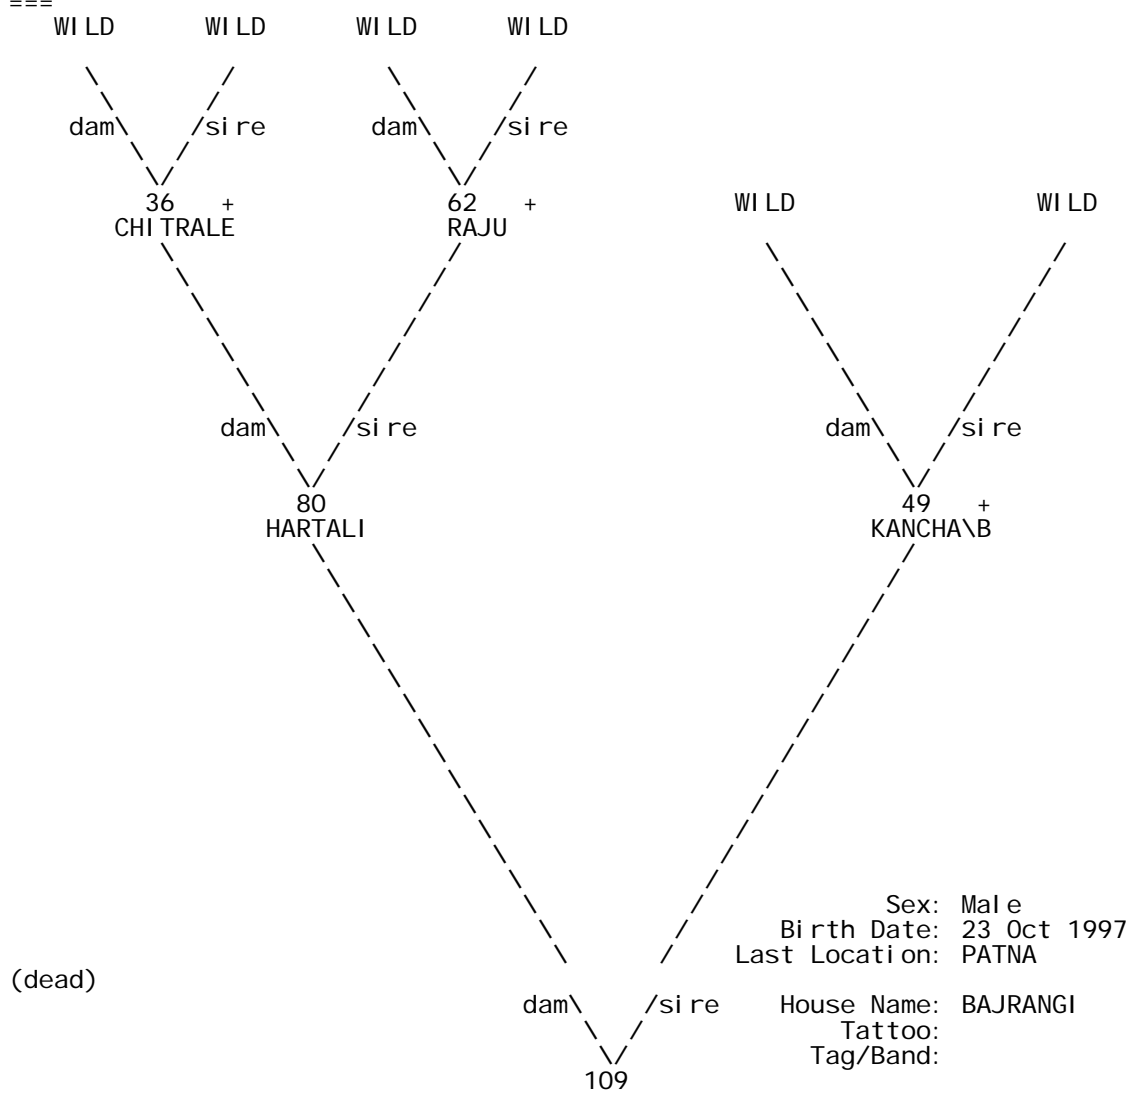 ===
WILD WILD WILD WILD
dam sire dam sire
36 + 62 + WILD WILD
CHITRALE RAJU
dam sire dam sire
80 49 +
HARTALI KANCHA\B
Sex: Male
Birth Date: 23 Oct 1997
Last Location: PATNA
(dead)
dam sire House Name: BAJRANGI
Tattoo:
Tag/Band:
109